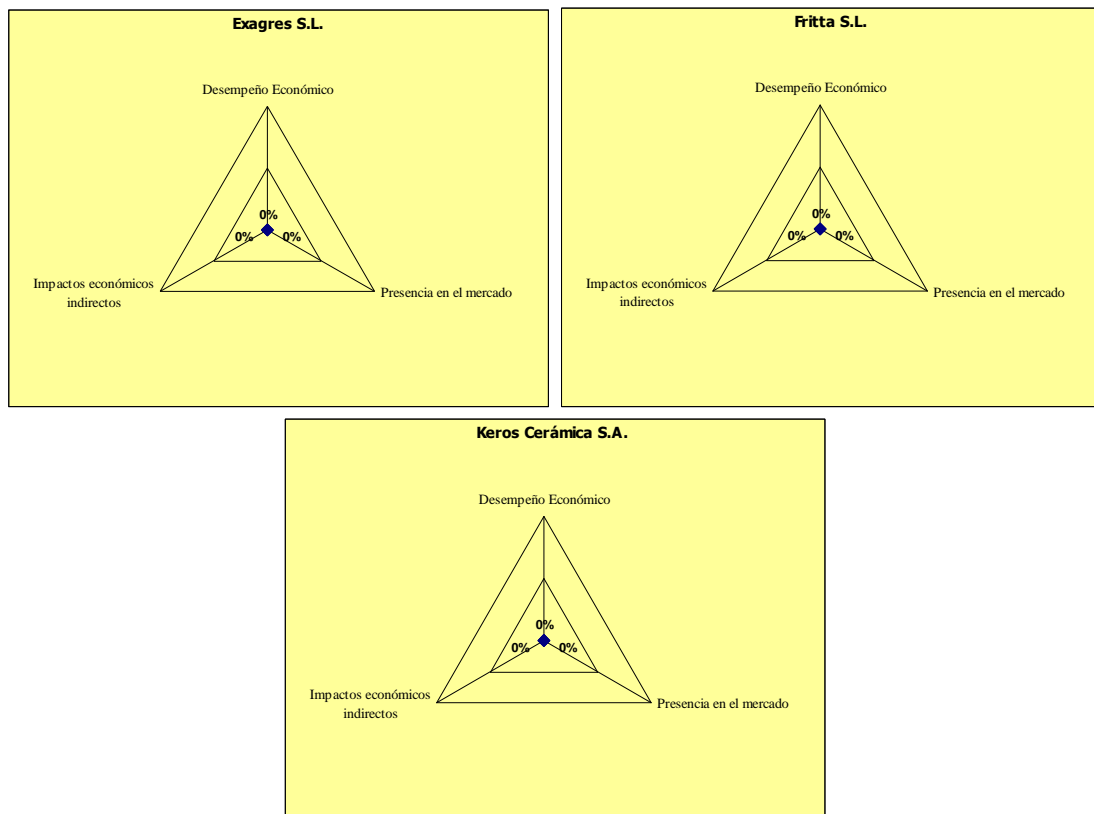 Exagres S.L.
Desempeño Económico
0%
0%
0%
Impactos económicos
indirectos
Presencia en el mercado
Fritta S.L.
Desempeño Económico
0%
0%
0%
Impactos económicos
indirectos
Presencia en el mercado
Keros Cerámica S.A.
Desempeño Económico
0%
0%
0%
Impactos económicos
indirectos
Presencia en el mercado